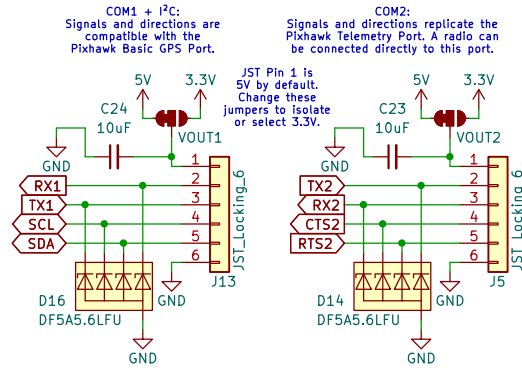 COM1 + I²C:
Signals and directions are
compatible with the
Pixhawk Basic GPS Port.
COM2:
Signals and directions replicate the
Pixhawk Telemetry Port. A radio can
be connected directly to this port.
JST Pin 1 is
5V by default.
Change these
jumpers to isolate
or select 3.3V.
5V
3.3V
C24
10uF
VOUT1
GND
1
RX1
2
TX1
3
SCL
4
SDA
5
6
JST_Locking_6
J13
GND
D16
DF5A5.6LFU
GND
5V
3.3V
C23
10uF
VOUT2
GND
1
TX2
2
RX2
3
CTS2
4
RTS2
5
6
JST_Locking_6
J5
GND
D14
DF5A5.6LFU
GND